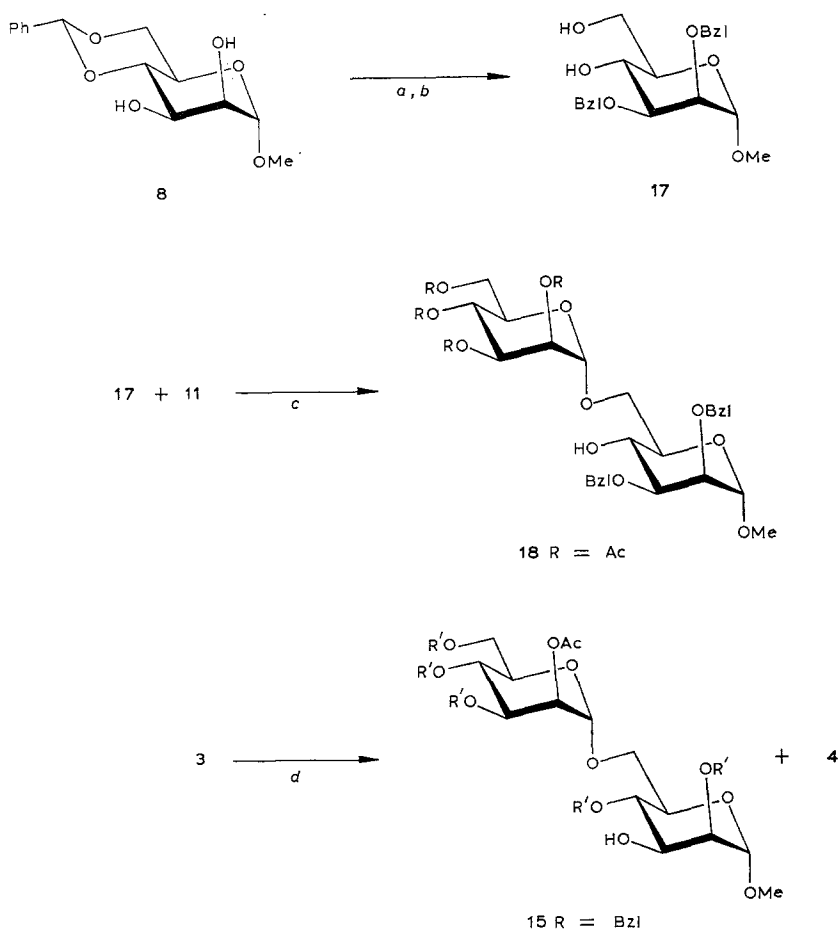 Ph O OH HO OBzl
O O a , b HO O
HO BzlO
OMe OMe
8 17
RO OR
RO O
RO
17 + 11 c
O OBzl
HO O
BzlO
OMe
18 R = Ac
R'O OAc
R'O O
R'O
3 d + 4
O OR'
R'O O
HO
OMe
15 R = Bzl